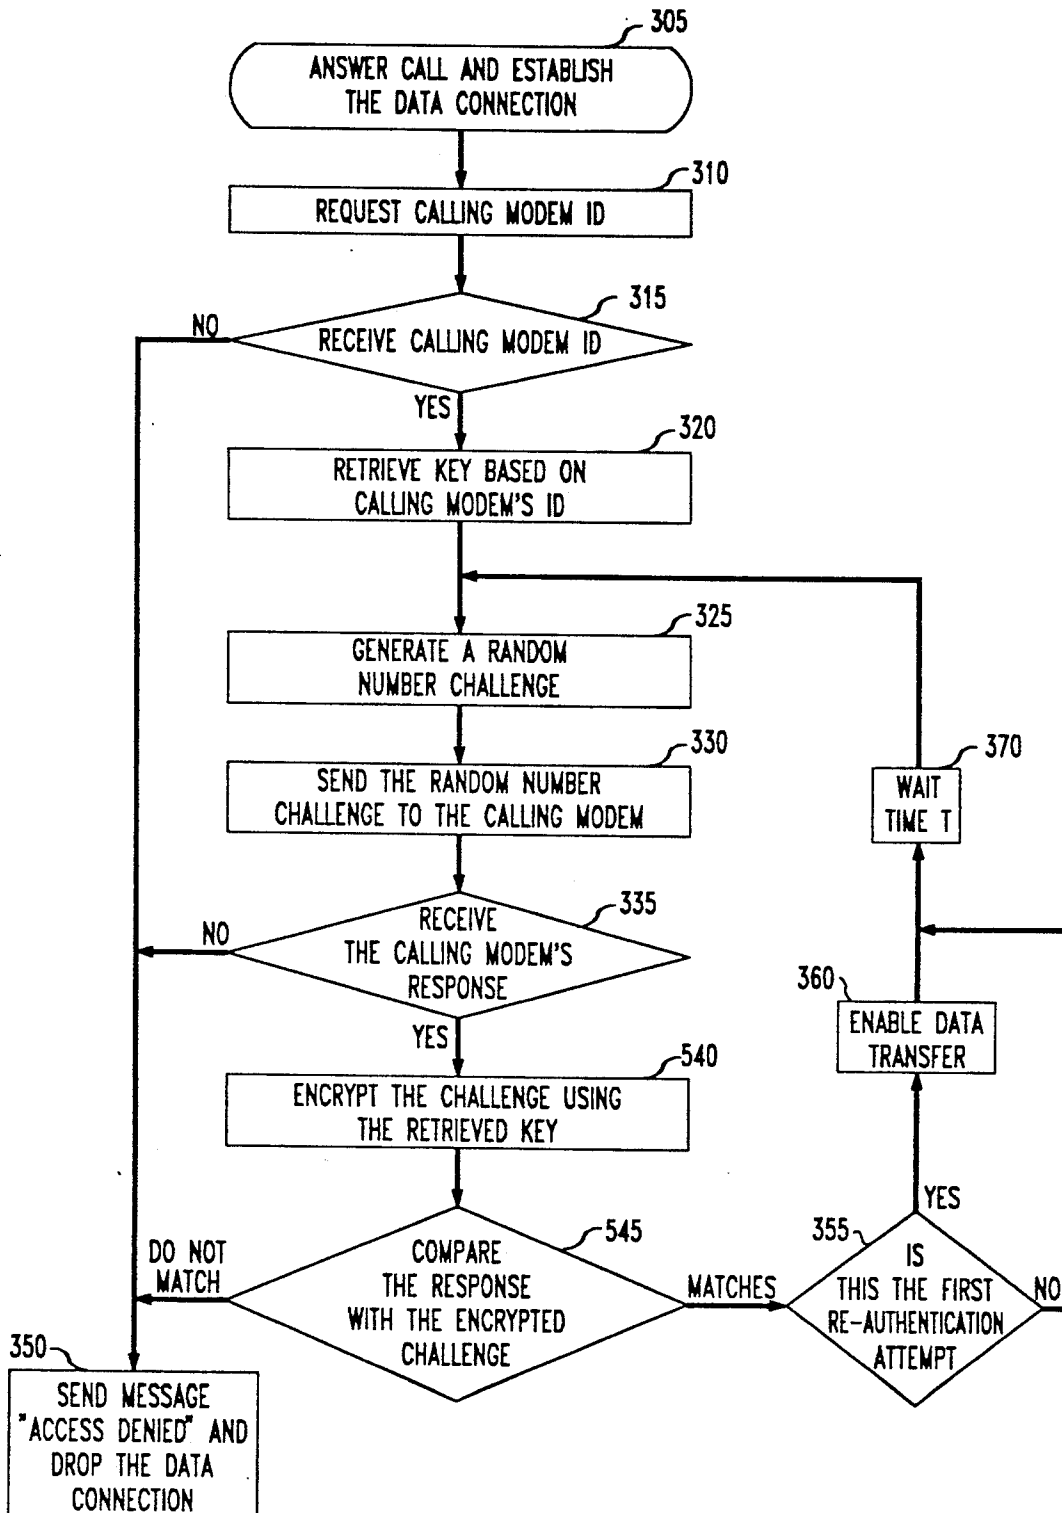 305
ANSWER CALL AND ESTABLISH
THE DATA CONNECTION
310
REQUEST CALLING MODEM ID
315
NO
RECEIVE CALLING MODEM ID
YES
320
RETRIEVE KEY BASED ON
CALLING MODEM'S ID
325
GENERATE A RANDOM
NUMBER CHALLENGE
330
SEND THE RANDOM NUMBER
CHALLENGE TO THE CALLING MODEM
370
WAIT
TIME T
335
NO
RECEIVE
THE CALLING MODEM'S
RESPONSE
YES
360
ENABLE DATA
TRANSFER
540
ENCRYPT THE CHALLENGE USING
THE RETRIEVED KEY
545
DO NOT
MATCH
COMPARE
THE RESPONSE
WITH THE ENCRYPTED
CHALLENGE
MATCHES
YES
355
IS
THIS THE FIRST
RE-AUTHENTICATION
ATTEMPT
NO
350
SEND MESSAGE
"ACCESS DENIED" AND
DROP THE DATA
CONNECTION